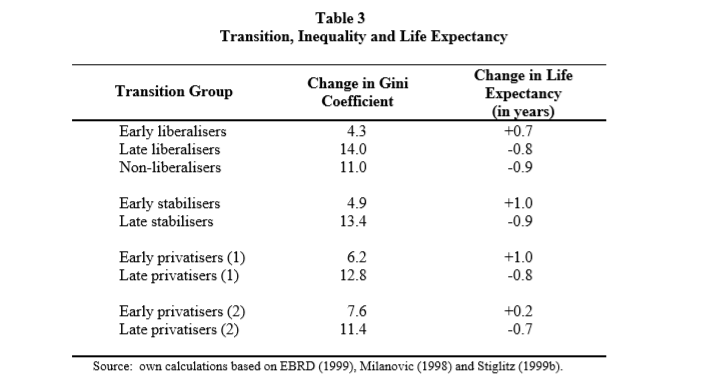 Table 3
Transition, Inequality and Life Expectancy
Transition Group Change in Gini Coefficient Change in Life Expectancy (in years)
Early liberalisers 4.3 +0.7
Late liberalisers 14.0 -0.8
Non-liberalisers 11.0 -0.9
Early stabilisers 4.9 +1.0
Late stabilisers 13.4 -0.9
Early privatisers (1) 6.2 +1.0
Late privatisers (1) 12.8 -0.8
Early privatisers (2) 7.6 +0.2
Late privatisers (2) 11.4 -0.7
Source: own calculations based on EBRD (1999), Milanovic (1998) and Stiglitz (1999b).